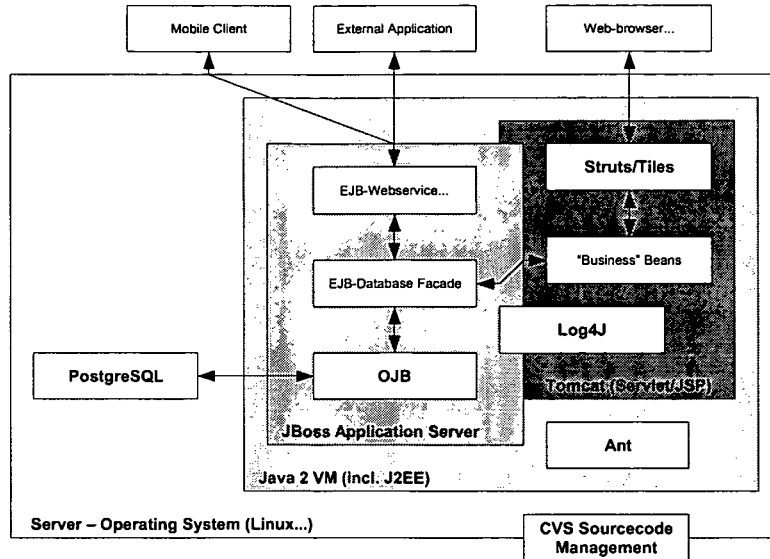 Mobile Client
External Application
Web-browser...
Struts/Tiles
EJB-Webservice...
EJB-Database Facade
"Business" Beans
Log4J
PostgreSQL
OJB
Tomcat (Servlet/JSP)
JBoss Application Server
Ant
Java 2 VM (incl. J2EE)
Server – Operating System (Linux...)
CVS Sourcecode
Management